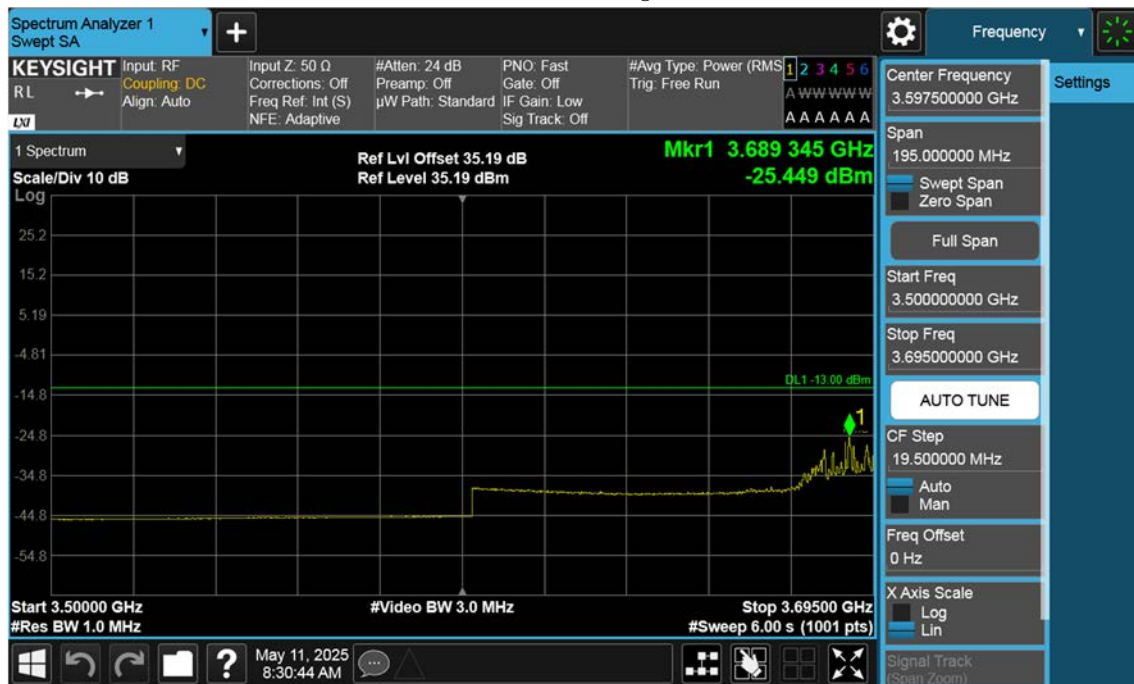 Spectrum Analyzer 1
Swept SA
+
Frequency
KEYSIGHT
RL
LXI
Input: RF
Coupling: DC
Align: Auto
Input Z: 50 Ω
Corrections: Off
Freq Ref: Int (S)
NFE: Adaptive
#Atten: 24 dB
Preamp: Off
µW Path: Standard
PNO: Fast
Gate: Off
IF Gain: Low
Sig Track: Off
#Avg Type: Power (RMS
Trig: Free Run
1 2 3 4 5 6
A W W W W W
A A A A A A
1 Spectrum
Scale/Div 10 dB
Ref Lvl Offset 35.19 dB
Ref Level 35.19 dBm
Mkr1 3.689 345 GHz
-25.449 dBm
Log
25.2
15.2
5.19
-4.81
-14.8
-24.8
-34.8
-44.8
-54.8
DL1 -13.00 dBm
1
Start 3.50000 GHz
#Res BW 1.0 MHz
#Video BW 3.0 MHz
Stop 3.69500 GHz
#Sweep 6.00 s (1001 pts)
?
May 11, 2025
8:30:44 AM
Center Frequency
3.597500000 GHz
Span
195.000000 MHz
Swept Span
Zero Span
Full Span
Start Freq
3.500000000 GHz
Stop Freq
3.695000000 GHz
AUTO TUNE
CF Step
19.500000 MHz
Auto
Man
Freq Offset
0 Hz
X Axis Scale
Log
Lin
Signal Track
(Span Zoom)
Settings